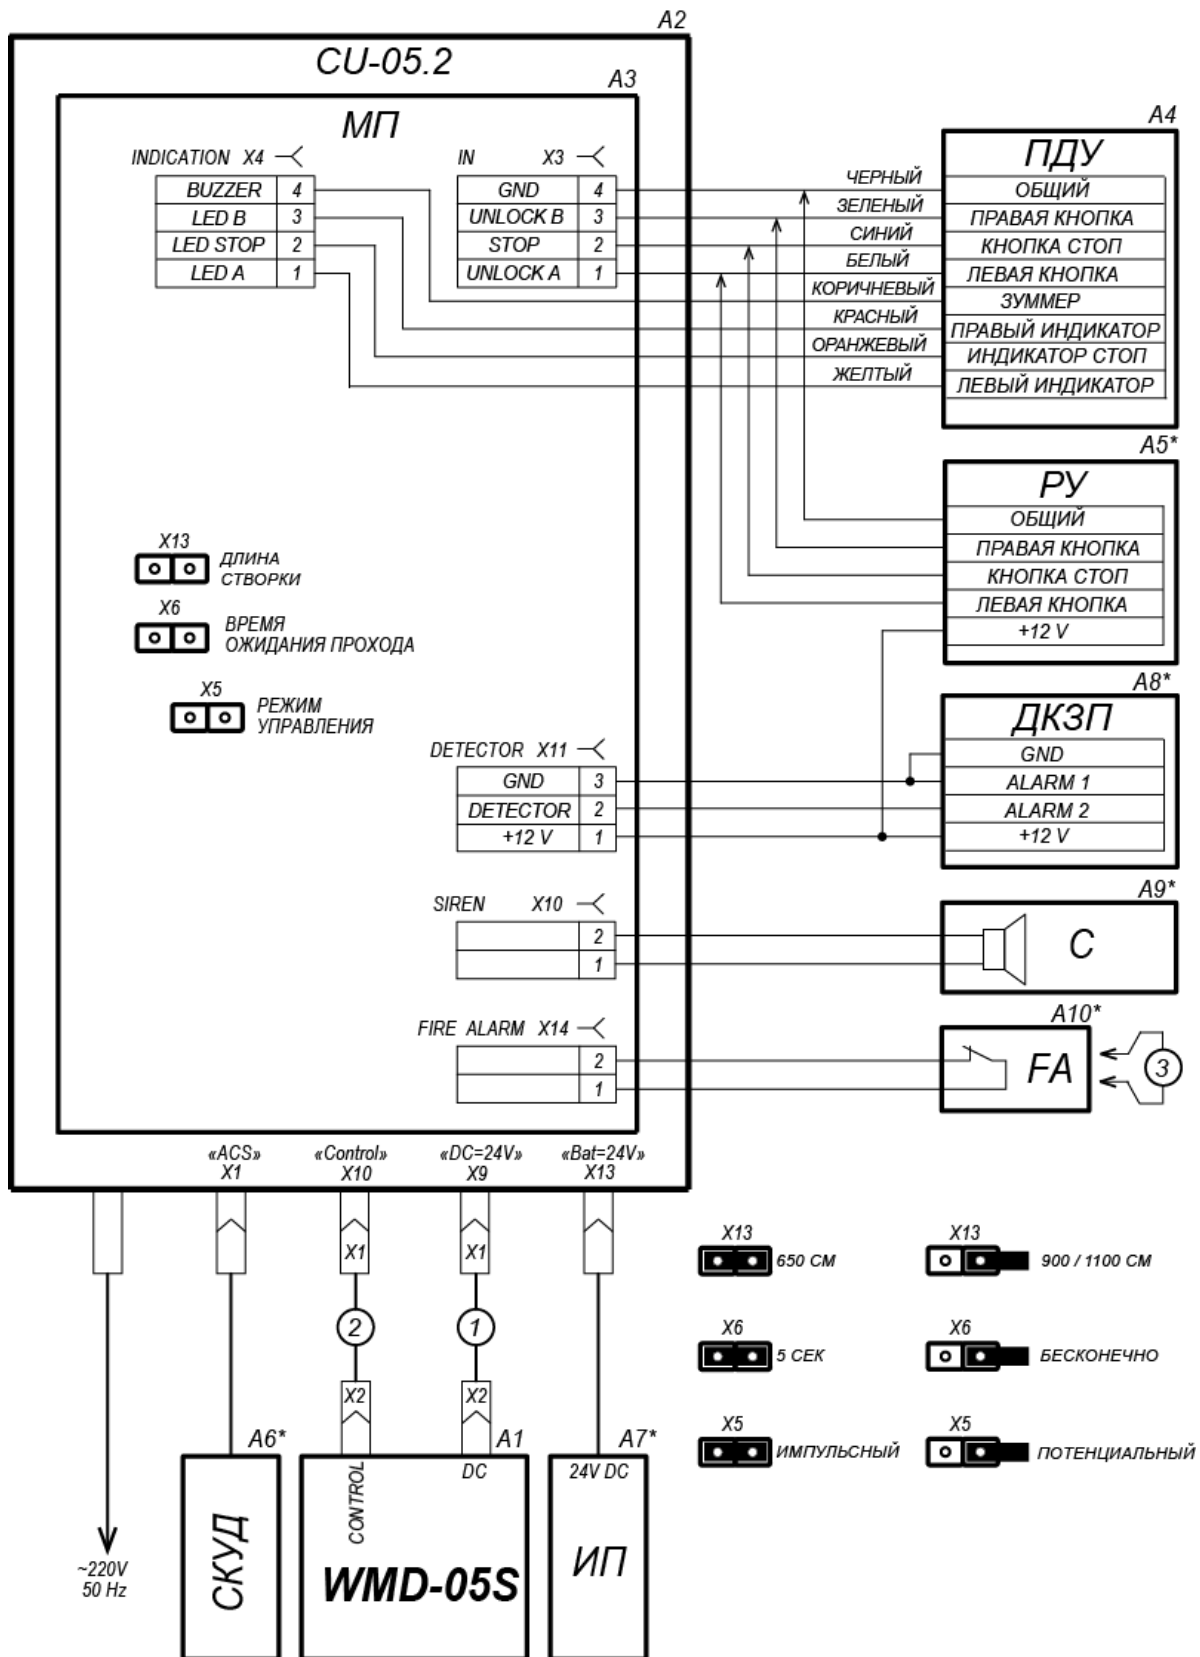 A2
CU-05.2
A3
МП
INDICATION X4
BUZZER 4
LED B 3
LED STOP 2
LED A 1
IN X3
GND 4
UNLOCK B 3
STOP 2
UNLOCK A 1
ЧЕРНЫЙ
ЗЕЛЕНЫЙ
СИНИЙ
БЕЛЫЙ
КОРИЧНЕВЫЙ
КРАСНЫЙ
ОРАНЖЕВЫЙ
ЖЕЛТЫЙ
A4
ПДУ
ОБЩИЙ
ПРАВАЯ КНОПКА
КНОПКА СТОП
ЛЕВАЯ КНОПКА
ЗУММЕР
ПРАВЫЙ ИНДИКАТОР
ИНДИКАТОР СТОП
ЛЕВЫЙ ИНДИКАТОР
A5*
РУ
ОБЩИЙ
ПРАВАЯ КНОПКА
КНОПКА СТОП
ЛЕВАЯ КНОПКА
+12 V
X13
ДЛИНА
СТВОРКИ
X6
ВРЕМЯ
ОЖИДАНИЯ ПРОХОДА
X5
РЕЖИМ
УПРАВЛЕНИЯ
DETECTOR X11
GND 3
DETECTOR 2
+12 V 1
A8*
ДКЗП
GND
ALARM 1
ALARM 2
+12 V
SIREN X10
2
1
A9*
C
FIRE ALARM X14
2
1
A10*
FA
3
«ACS»
X1
«Control»
X10
«DC=24V»
X9
«Bat=24V»
X13
X1
X1
2
1
X2
X2
~220V
50 Hz
A6*
СКУД
A1
CONTROL
DC
WMD-05S
A7*
24V DC
ИП
X13
650 СМ
X13
900 / 1100 СМ
X6
5 СЕК
X6
БЕСКОНЕЧНО
X5
ИМПУЛЬСНЫЙ
X5
ПОТЕНЦИАЛЬНЫЙ